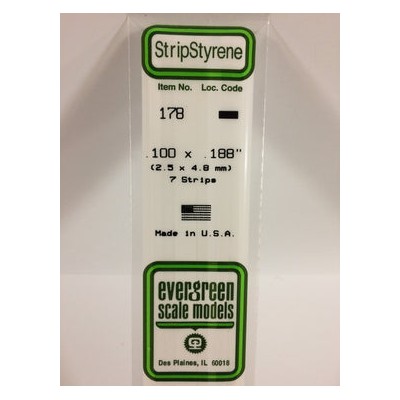 StripStyrene
Item No. Loc. Code
178
.100 x .188"
(2.5 x 4.8 mm)
7 Strips
Made in U.S.A.
evergreen
scale models
Des Plaines, IL 60018